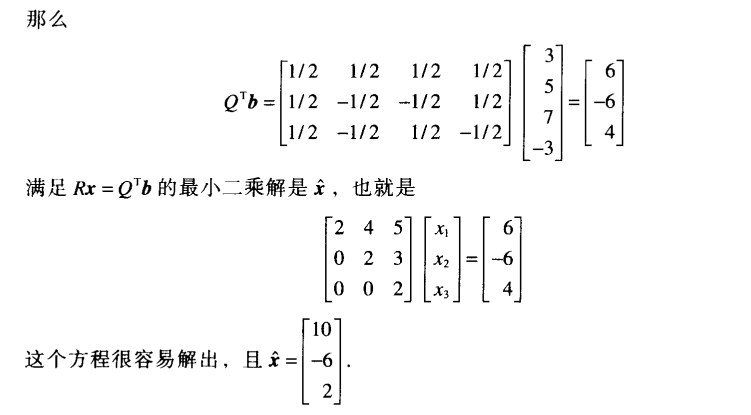 那么
$Q^{\mathrm{T}}\boldsymbol{b} = \begin{bmatrix} 1/2 & 1/2 & 1/2 & 1/2 \\ 1/2 & -1/2 & -1/2 & 1/2 \\ 1/2 & -1/2 & 1/2 & -1/2 \end{bmatrix} \begin{bmatrix} 3 \\ 5 \\ 7 \\ -3 \end{bmatrix} = \begin{bmatrix} 6 \\ -6 \\ 4 \end{bmatrix}$
满足 $R\boldsymbol{x} = Q^{\mathrm{T}}\boldsymbol{b}$ 的最小二乘解是 $\hat{\boldsymbol{x}}$，也就是
$\begin{bmatrix} 2 & 4 & 5 \\ 0 & 2 & 3 \\ 0 & 0 & 2 \end{bmatrix} \begin{bmatrix} x_1 \\ x_2 \\ x_3 \end{bmatrix} = \begin{bmatrix} 6 \\ -6 \\ 4 \end{bmatrix}$
这个方程很容易解出，且 $\hat{\boldsymbol{x}} = \begin{bmatrix} 10 \\ -6 \\ 2 \end{bmatrix}$.